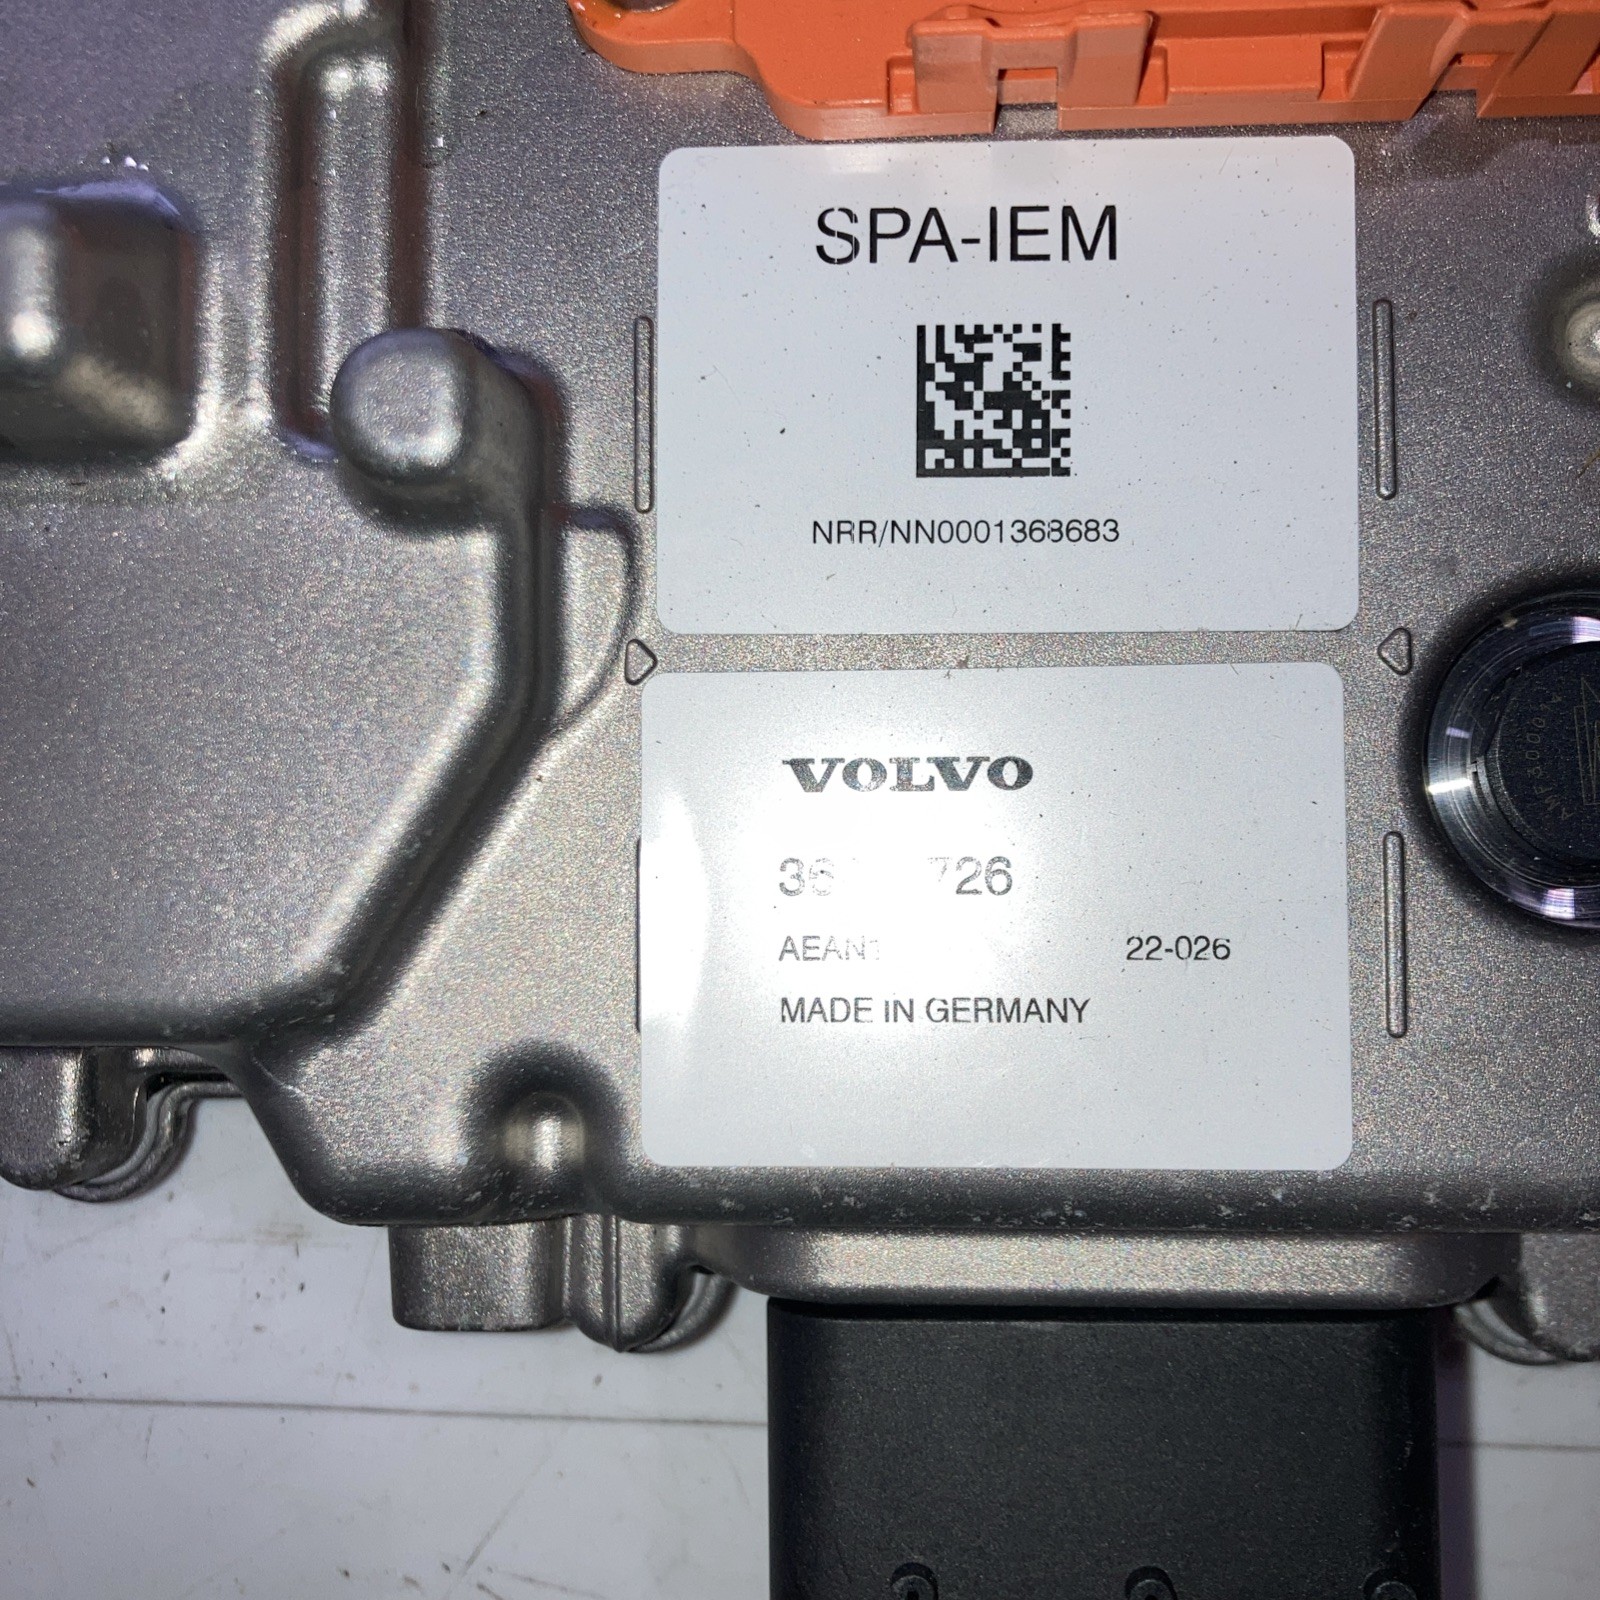 SPA-IEM
NRR/NN0001368683
VOLVO
22-026
MADE IN GERMANY